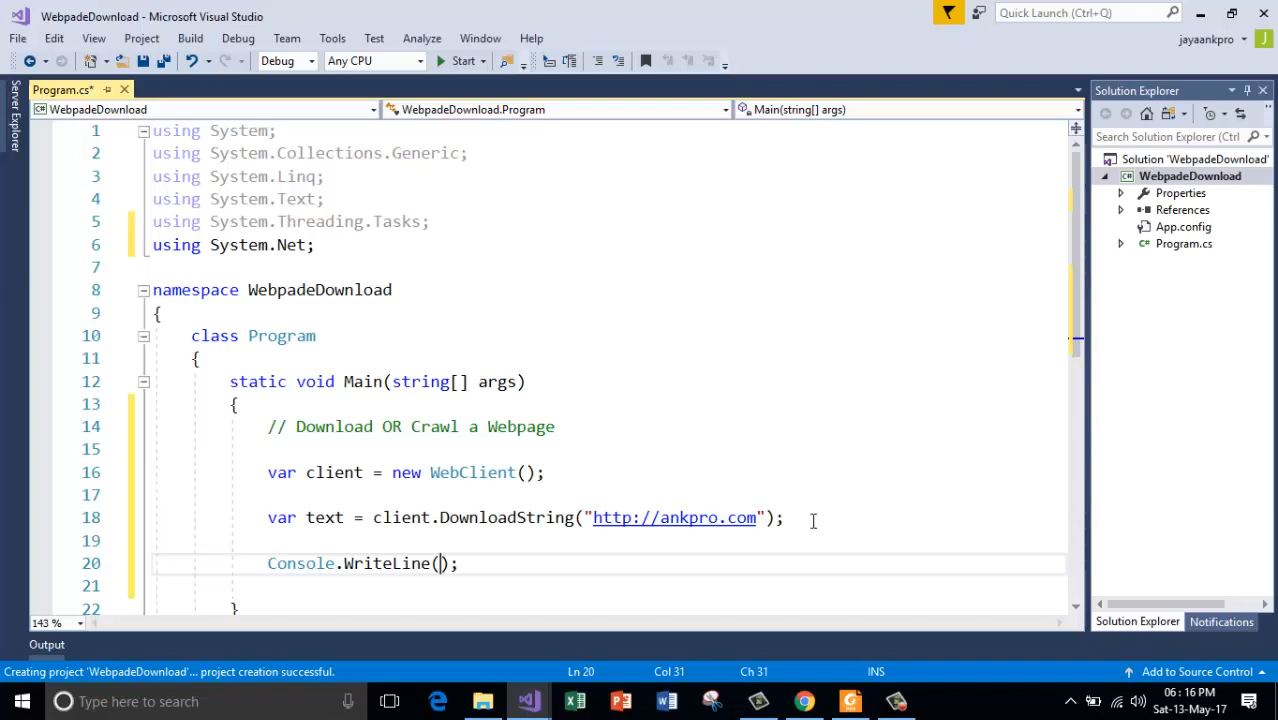 WebpadeDownload - Microsoft Visual Studio
Quick Launch (Ctrl+Q)
File Edit View Project Build Debug Team Tools Test Analyze Window Help
jayaankpro J
Debug Any CPU Start
Server Explorer
Program.cs*
WebpadeDownload WebpadeDownload.Program Main(string[] args)
1 using System;
2 using System.Collections.Generic;
3 using System.Linq;
4 using System.Text;
5 using System.Threading.Tasks;
6 using System.Net;
7
8 namespace WebpadeDownload
9 {
10 class Program
11 {
12 static void Main(string[] args)
13 {
14 // Download OR Crawl a Webpage
15
16 var client = new WebClient();
17
18 var text = client.DownloadString("http://ankpro.com");
19
20 Console.WriteLine();
21
22 }
143 %
Solution Explorer
Search Solution Explorer (Ctrl
Solution 'WebpadeDownload'
WebpadeDownload
Properties
References
App.config
Program.cs
Solution Explorer Notifications
Output
Creating project 'WebpadeDownload'... project creation successful. Ln 20 Col 31 Ch 31 INS Add to Source Control
Type here to search
06:16 PM
Sat-13-May-17